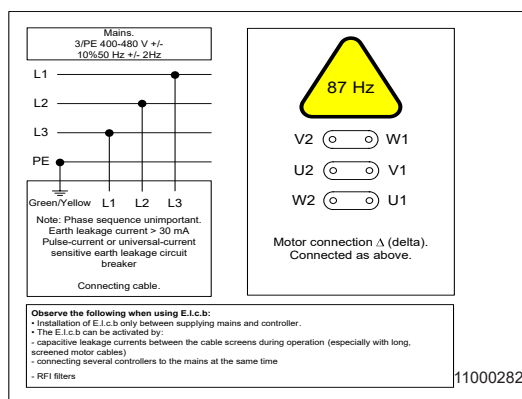 Mains.
3/PE 400-480 V +/-
10%50 Hz +/- 2Hz
L1
L2
L3
PE
Green/Yellow L1 L2 L3
Note: Phase sequence unimportant.
Earth leakage current > 30 mA
Pulse-current or universal-current
sensitive earth leakage circuit
breaker
Connecting cable.
87 Hz
V2 W1
U2 V1
W2 U1
Motor connection Δ (delta).
Connected as above.
Observe the following when using E.l.c.b:
• Installation of E.l.c.b only between supplying mains and controller.
• The E.l.c.b can be activated by:
- capacitive leakage currents between the cable screens during operation (especially with long,
screened motor cables)
- connecting several controllers to the mains at the same time
- RFI filters
11000282